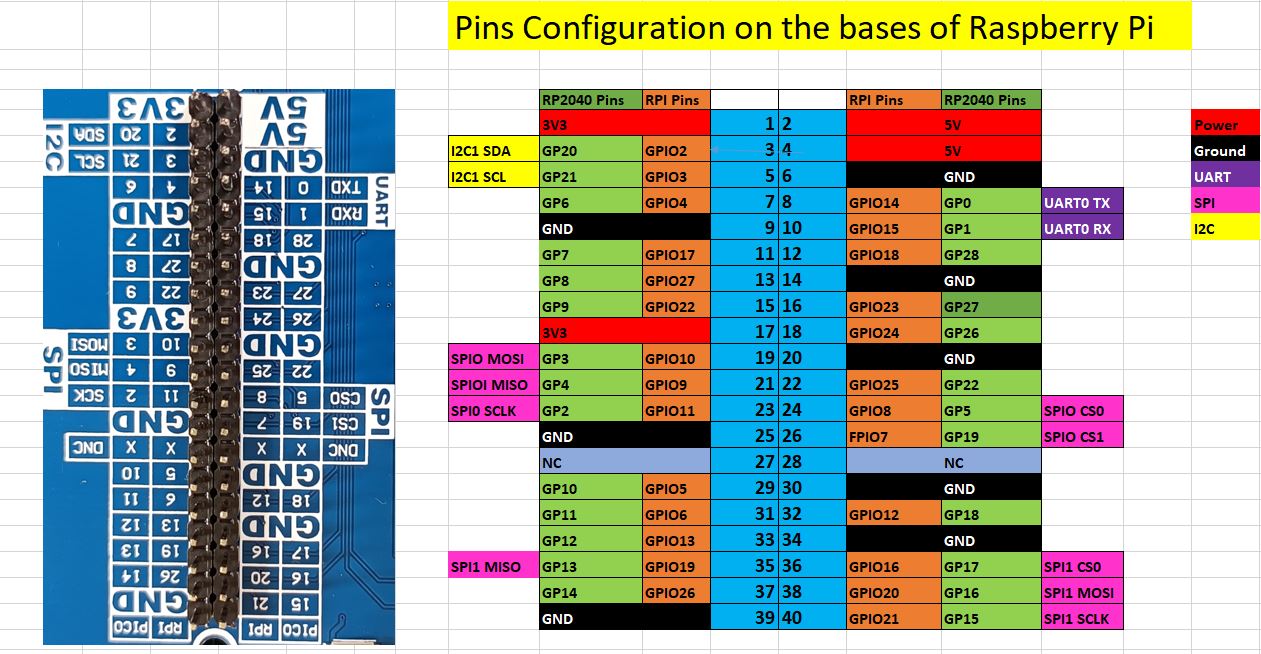 Pins Configuration on the bases of Raspberry Pi
3V3 5V
I2C SDA 20 2 5V
SCL 21 3 GND
6 4 14 0 TXD UART
GND 15 1 RXD
7 17 18 28
8 27 GND
9 22 23 27
3V3 24 26
SPI MOSI 3 10 GND
MISO 4 9 25 22
SCK 2 11 8 5 CS0 SPI
GND 7 19 CS1
DNC X X X X DNC
10 5 GND
11 6 12 18
12 13 GND
13 19 16 17
14 26 20 16
GND 21 15
PICO RPI RPI PICO
RP2040 Pins RPI Pins RPI Pins RP2040 Pins
3V3 1 2 5V
I2C1 SDA GP20 GPIO2 3 4 5V
I2C1 SCL GP21 GPIO3 5 6 GND
GP6 GPIO4 7 8 GPIO14 GP0 UART0 TX
GND 9 10 GPIO15 GP1 UART0 RX
GP7 GPIO17 11 12 GPIO18 GP28
GP8 GPIO27 13 14 GND
GP9 GPIO22 15 16 GPIO23 GP27
3V3 17 18 GPIO24 GP26
SPIO MOSI GP3 GPIO10 19 20 GND
SPIOI MISO GP4 GPIO9 21 22 GPIO25 GP22
SPI0 SCLK GP2 GPIO11 23 24 GPIO8 GP5 SPIO CS0
GND 25 26 FPIO7 GP19 SPIO CS1
NC 27 28 NC
GP10 GPIO5 29 30 GND
GP11 GPIO6 31 32 GPIO12 GP18
GP12 GPIO13 33 34 GND
SPI1 MISO GP13 GPIO19 35 36 GPIO16 GP17 SPI1 CS0
GP14 GPIO26 37 38 GPIO20 GP16 SPI1 MOSI
GND 39 40 GPIO21 GP15 SPI1 SCLK
Power
Ground
UART
SPI
I2C